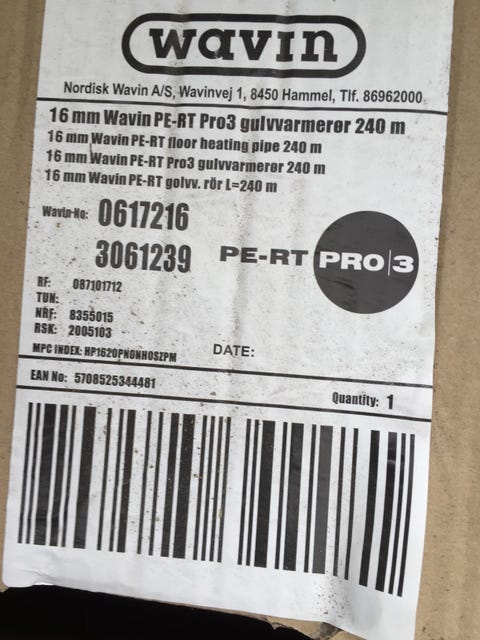 wavin
Nordisk Wavin A/S, Wavinvej 1, 8450 Hammel, Tlf. 86962000
16 mm Wavin PE-RT Pro3 gulvvarmerør 240 m
16 mm Wavin PE-RT floor heating pipe 240 m
16 mm Wavin PE-RT Pro3 gulvvarmerør 240 m
16 mm Wavin PE-RT golvv. rör L=240 m
Wavin-No: 0617216
3061239
PE-RT PRO|3
RF: 087101712
TUN:
NRF: 8355015
RSK: 2005103
MPC INDEX: HP1620PNONHOSZPM
DATE:
EAN No: 5708525344481
Quantity: 1